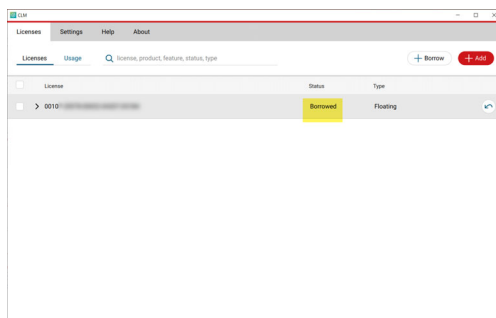 CLM
Licenses Settings Help About
Licenses Usage license, product, feature, status, type Borrow Add
License Status Type
0010 Borrowed Floating